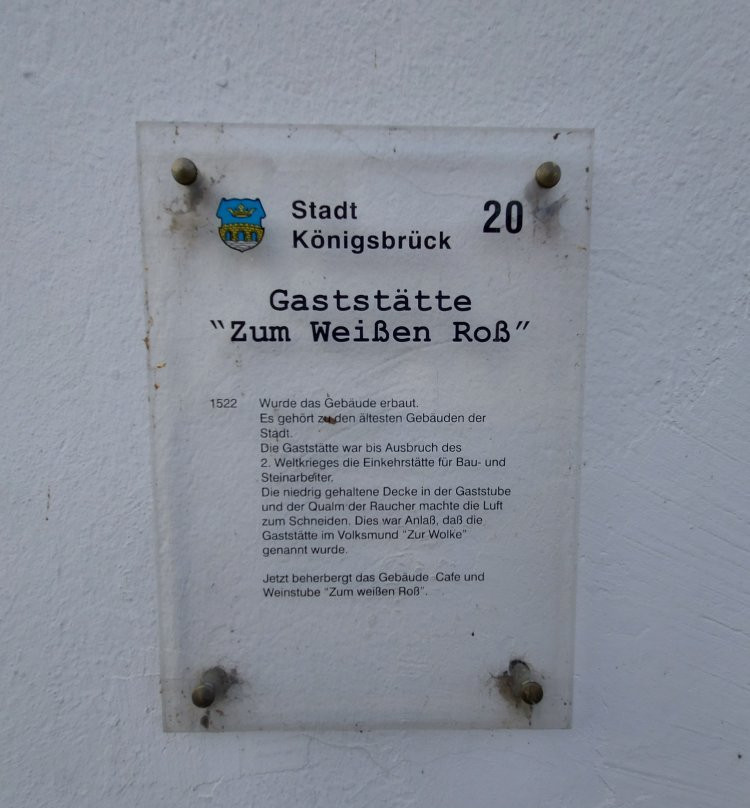 Stadt
Königsbrück
20
Gaststätte
"Zum Weißen Roß"
1522 Wurde das Gebäude erbaut.
Es gehört zu den ältesten Gebäuden der
Stadt.
Die Gaststätte war bis Ausbruch des
2. Weltkrieges die Einkehrstätte für Bau- und
Steinarbeiter.
Die niedrig gehaltene Decke in der Gaststube
und der Qualm der Raucher machte die Luft
zum Schneiden. Dies war Anlaß, daß die
Gaststätte im Volksmund "Zur Wolke"
genannt wurde.
Jetzt beherbergt das Gebäude Cafe und
Weinstube "Zum weißen Roß".